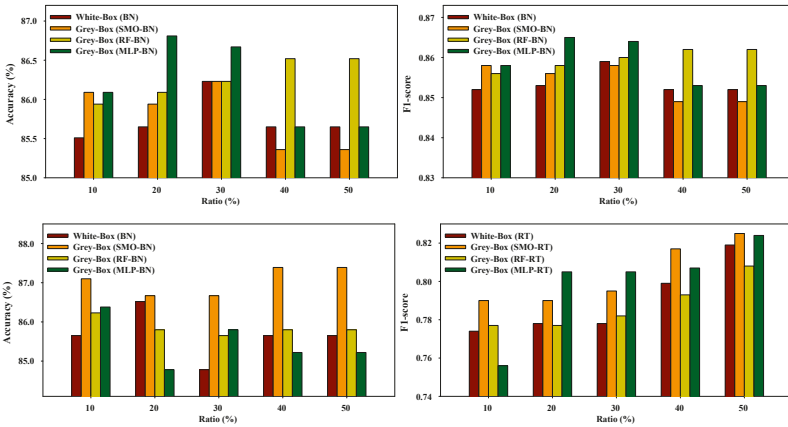 White-Box (BN)
Grey-Box (SMO-BN)
Grey-Box (RF-BN)
Grey-Box (MLP-BN)
87.0
86.5
86.0
85.5
85.0
Accuracy (%)
10 20 30 40 50
Ratio (%)
White-Box (BN)
Grey-Box (SMO-BN)
Grey-Box (RF-BN)
Grey-Box (MLP-BN)
0.87
0.86
0.85
0.84
0.83
F1-score
10 20 30 40 50
Ratio (%)
White-Box (BN)
Grey-Box (SMO-BN)
Grey-Box (RF-BN)
Grey-Box (MLP-BN)
88.0
87.0
86.0
85.0
Accuracy (%)
10 20 30 40 50
Ratio (%)
White-Box (RT)
Grey-Box (SMO-RT)
Grey-Box (RF-RT)
Grey-Box (MLP-RT)
0.82
0.80
0.78
0.76
0.74
F1-score
10 20 30 40 50
Ratio (%)